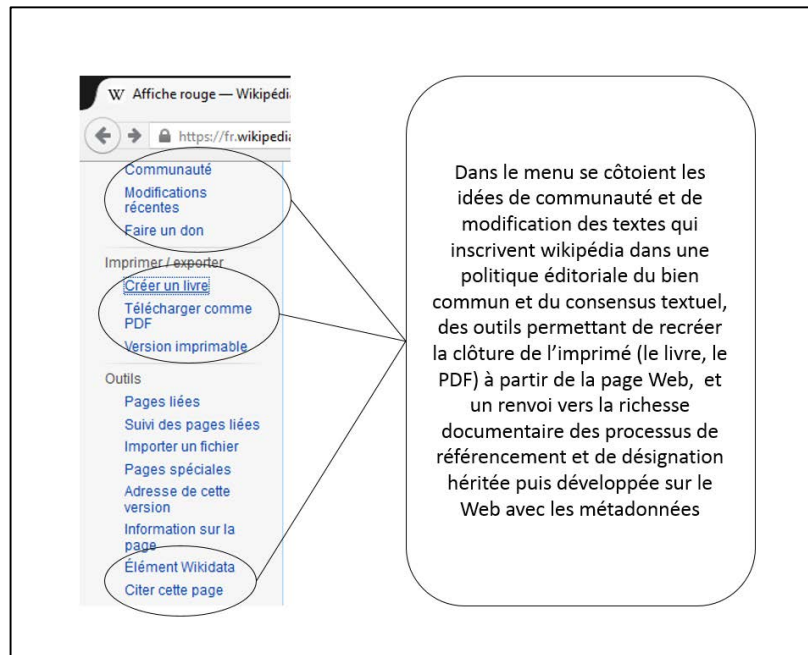 W Affiche rouge — Wikipédi
https://fr.wikipedia
Communauté
Modifications
récentes
Faire un don
Imprimer / exporter
Créer un livre
Télécharger comme
PDF
Version imprimable
Outils
Pages liées
Suivi des pages liées
Importer un fichier
Pages spéciales
Adresse de cette
version
Information sur la
page
Élément Wikidata
Citer cette page
Dans le menu se côtoient les
idées de communauté et de
modification des textes qui
inscrivent wikipédia dans une
politique éditoriale du bien
commun et du consensus textuel,
des outils permettant de recréer
la clôture de l'imprimé (le livre, le
PDF) à partir de la page Web, et
un renvoi vers la richesse
documentaire des processus de
référencement et de désignation
héritée puis développée sur le
Web avec les métadonnées